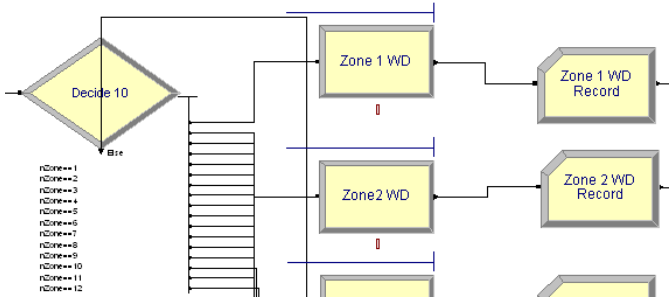 Zone 1 WD
Zone 1 WD
Record
Decide 10
Else
nZone==1
nZone==2
nZone==3
nZone==4
nZone==5
nZone==6
nZone==7
nZone==8
nZone==9
nZone==10
nZone==11
nZone==12
Zone2 WD
Zone 2 WD
Record